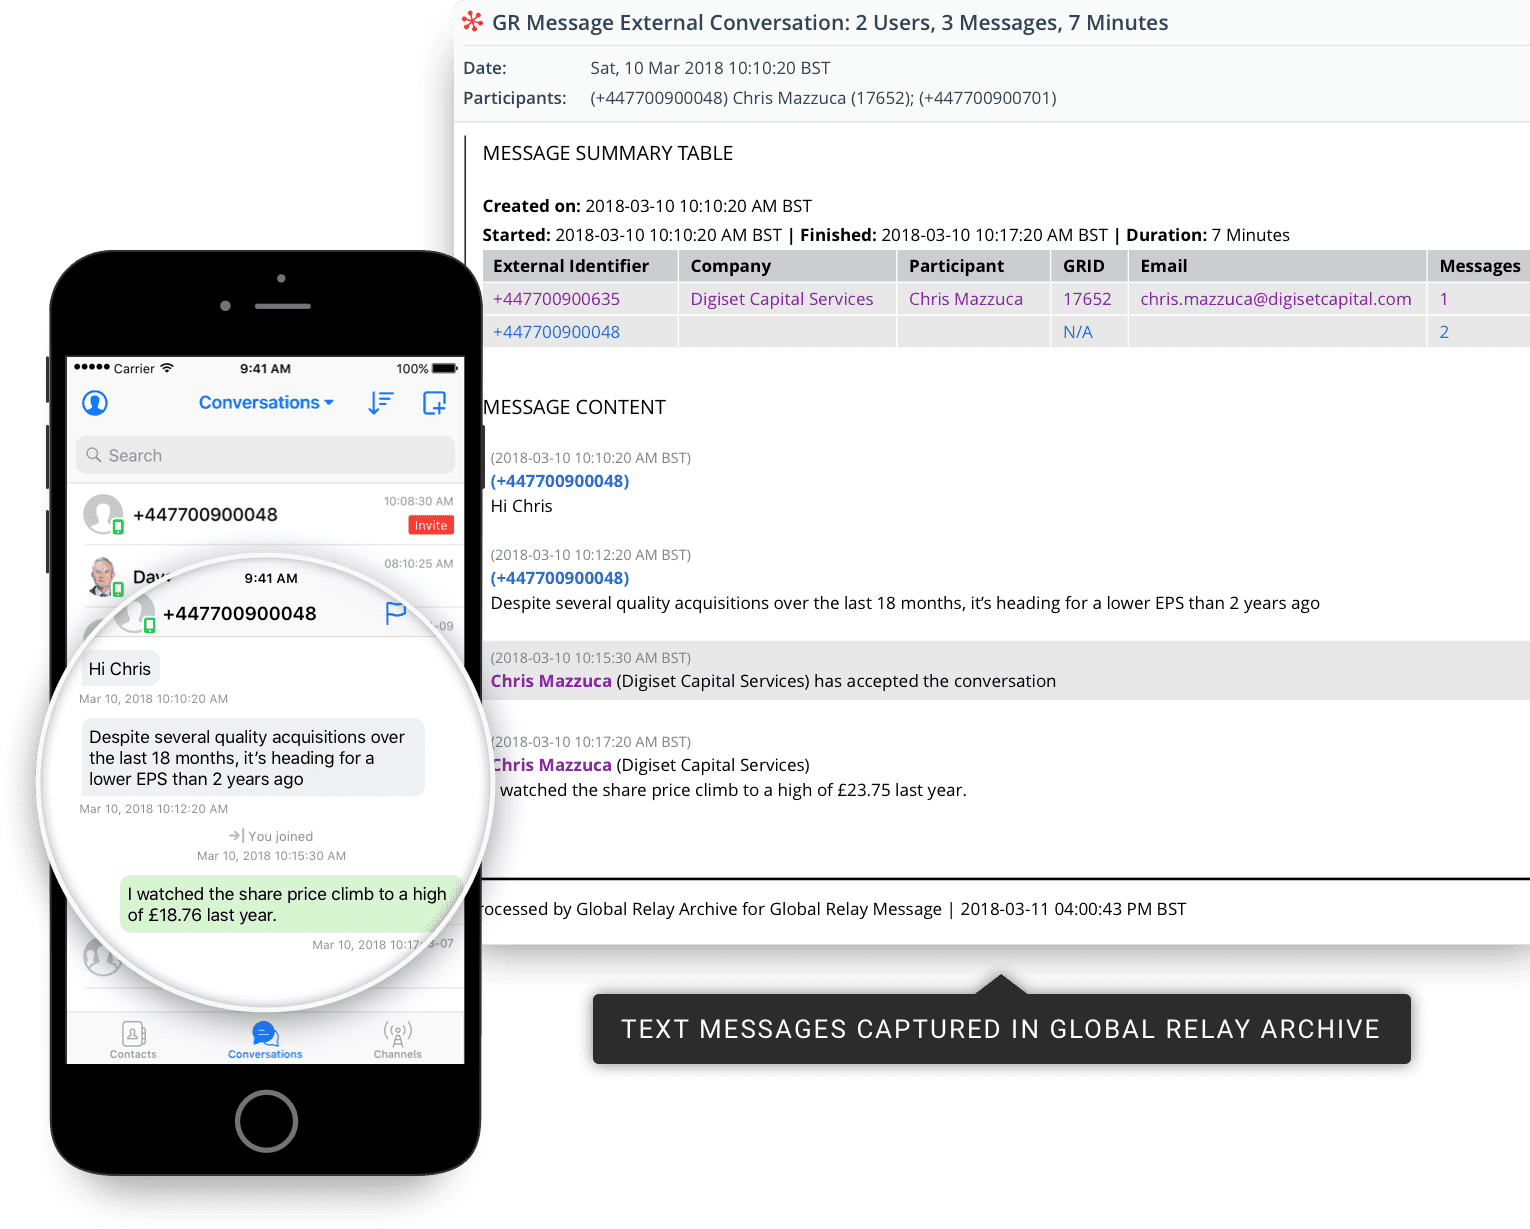 GR Message External Conversation: 2 Users, 3 Messages, 7 Minutes
Date: Sat, 10 Mar 2018 10:10:20 BST
Participants: (+447700900048) Chris Mazzuca (17652); (+447700900701)
MESSAGE SUMMARY TABLE
Created on: 2018-03-10 10:10:20 AM BST
Started: 2018-03-10 10:10:20 AM BST | Finished: 2018-03-10 10:17:20 AM BST | Duration: 7 Minutes
External Identifier Company Participant GRID Email Messages
+447700900635 Digiset Capital Services Chris Mazzuca 17652 chris.mazzuca@digisetcapital.com 1
+447700900048 N/A 2
MESSAGE CONTENT
(2018-03-10 10:10:20 AM BST)
(+447700900048)
Hi Chris
(2018-03-10 10:12:20 AM BST)
(+447700900048)
Despite several quality acquisitions over the last 18 months, it’s heading for a lower EPS than 2 years ago
(2018-03-10 10:15:30 AM BST)
Chris Mazzuca (Digiset Capital Services) has accepted the conversation
(2018-03-10 10:17:20 AM BST)
Chris Mazzuca (Digiset Capital Services)
watched the share price climb to a high of £23.75 last year.
rocessed by Global Relay Archive for Global Relay Message | 2018-03-11 04:00:43 PM BST
TEXT MESSAGES CAPTURED IN GLOBAL RELAY ARCHIVE
Carrier 9:41 AM 100%
Conversations
Search
+447700900048 10:08:30 AM
Invite
Dav 08:10:25 AM
9:41 AM
+447700900048
-09
Hi Chris
Mar 10, 2018 10:10:20 AM
Despite several quality acquisitions over
the last 18 months, it’s heading for a
lower EPS than 2 years ago
Mar 10, 2018 10:12:20 AM
You joined
Mar 10, 2018 10:15:30 AM
I watched the share price climb to a high
of £18.76 last year.
Mar 10, 2018 10:17
3-07
Contacts Conversations Channels